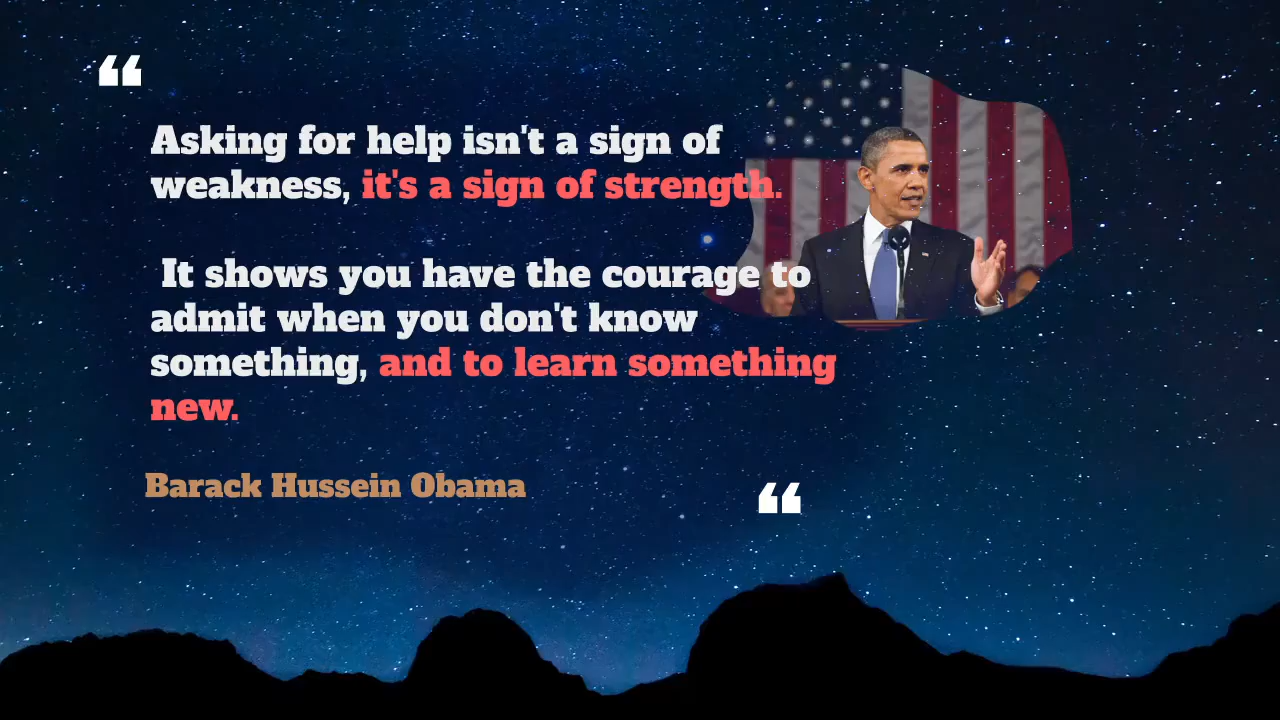 ❝
Asking for help isn't a sign of
weakness, it's a sign of strength.
It shows you have the courage to
admit when you don't know
something, and to learn something
new.
Barack Hussein Obama
❝